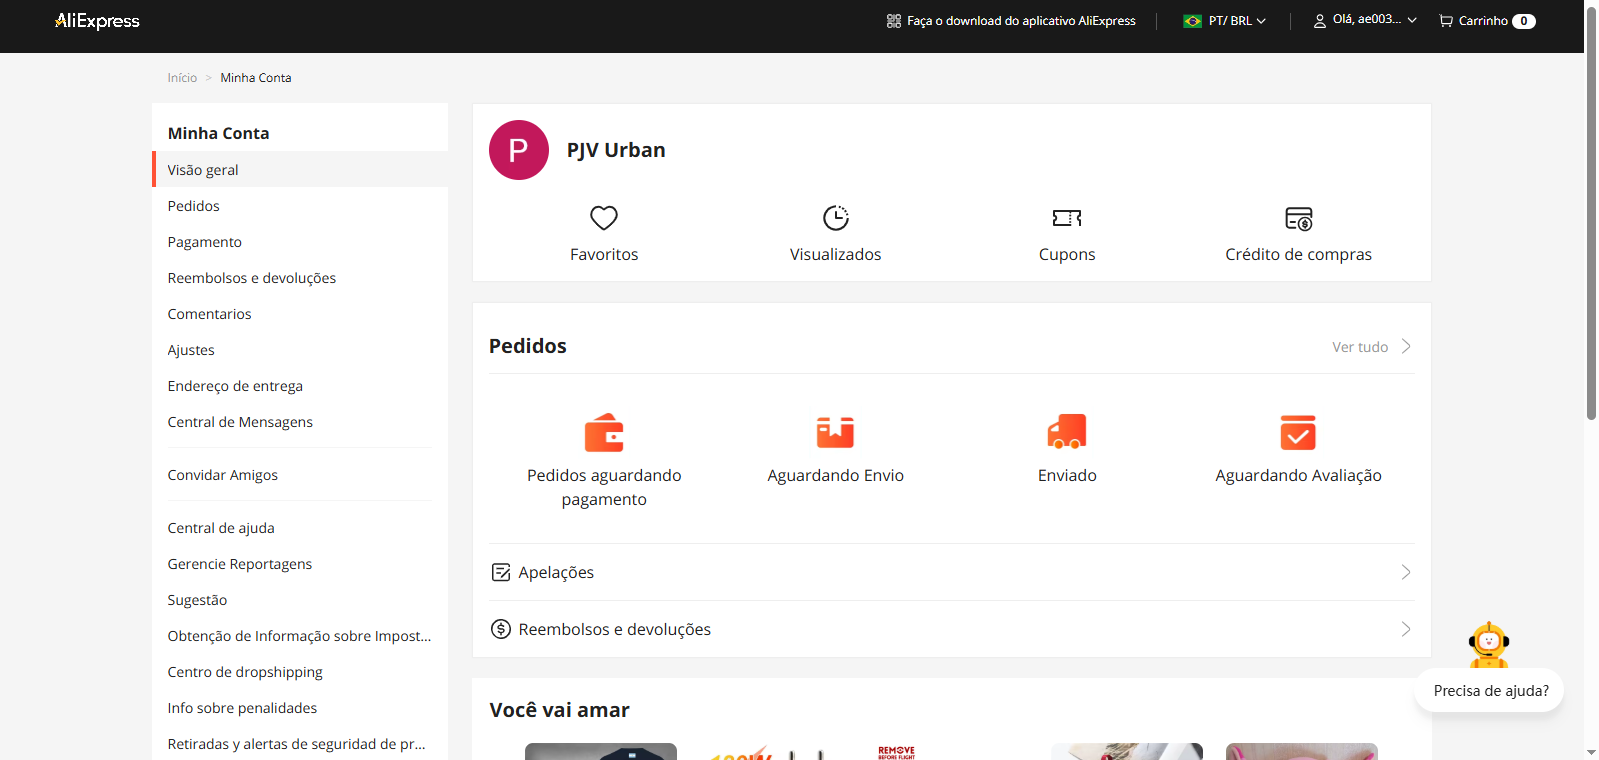 AliExpress
Faça o download do aplicativo AliExpress
PT/ BRL
Olá, ae003...
Carrinho 0
Início > Minha Conta
Minha Conta
Visão geral
Pedidos
Pagamento
Reembolsos e devoluções
Comentarios
Ajustes
Endereço de entrega
Central de Mensagens
Convidar Amigos
Central de ajuda
Gerencie Reportagens
Sugestão
Obtenção de Informação sobre Impost...
Centro de dropshipping
Info sobre penalidades
Retiradas y alertas de seguridad de pr...
P
PJV Urban
Favoritos
Visualizados
Cupons
Crédito de compras
Pedidos
Ver tudo
Pedidos aguardando
pagamento
Aguardando Envio
Enviado
Aguardando Avaliação
Apelações
Reembolsos e devoluções
Você vai amar
REMOVE
BEFORE FLIGHT
Precisa de ajuda?